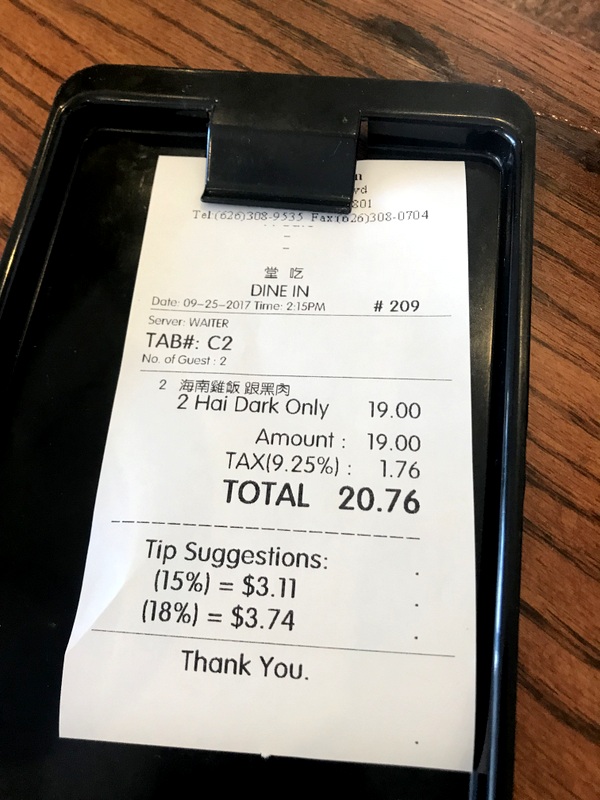 801
Tel:(626)308-9535 Fax:(626)308-0704
堂 吃
DINE IN
Date: 09-25-2017 Time: 2:15PM # 209
Server: WAITER
TAB#: C2
No. of Guest : 2
2 海南雞飯 跟黑肉
2 Hai Dark Only 19.00
Amount : 19.00
TAX(9.25%) : 1.76
TOTAL 20.76
Tip Suggestions:
(15%) = $3.11
(18%) = $3.74
Thank You.